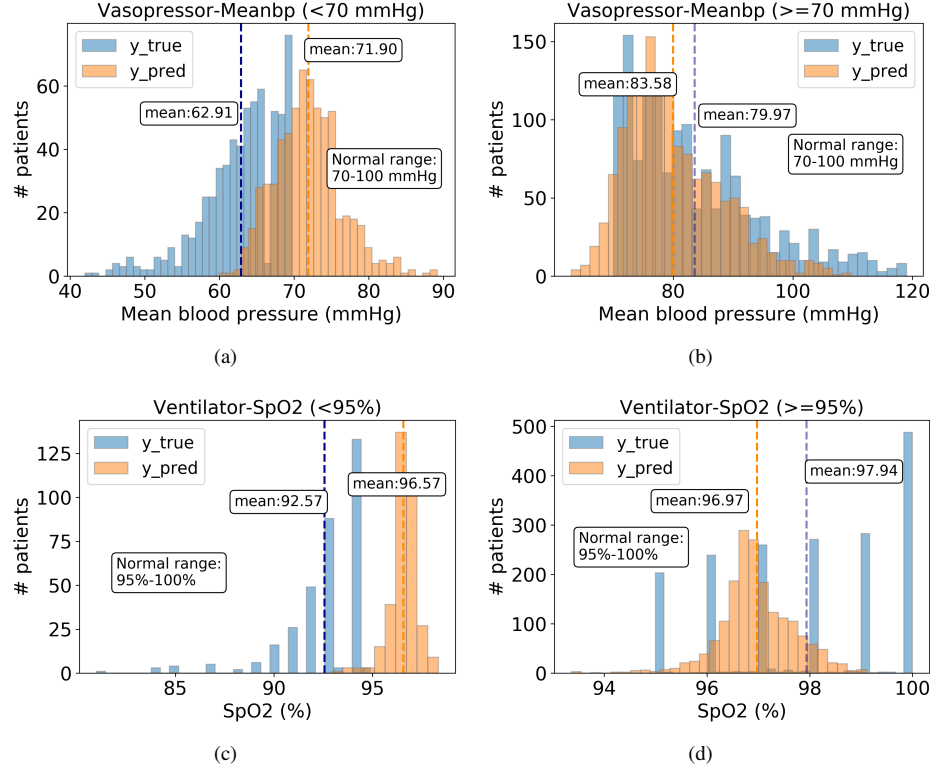 Vasopressor-Meanbp (<70 mmHg)
y_true
y_pred
mean:71.90
mean:62.91
Normal range:
70-100 mmHg
# patients
0
20
40
60
40
50
60
70
80
90
Mean blood pressure (mmHg)
(a)
Vasopressor-Meanbp (>=70 mmHg)
y_true
y_pred
mean:83.58
mean:79.97
Normal range:
70-100 mmHg
# patients
0
50
100
150
80
100
120
Mean blood pressure (mmHg)
(b)
Ventilator-SpO2 (<95%)
y_true
y_pred
mean:96.57
mean:92.57
Normal range:
95%-100%
# patients
0
25
50
75
100
125
85
90
95
SpO2 (%)
(c)
Ventilator-SpO2 (>=95%)
y_true
y_pred
mean:97.94
mean:96.97
Normal range:
95%-100%
# patients
0
100
200
300
400
500
94
96
98
100
SpO2 (%)
(d)